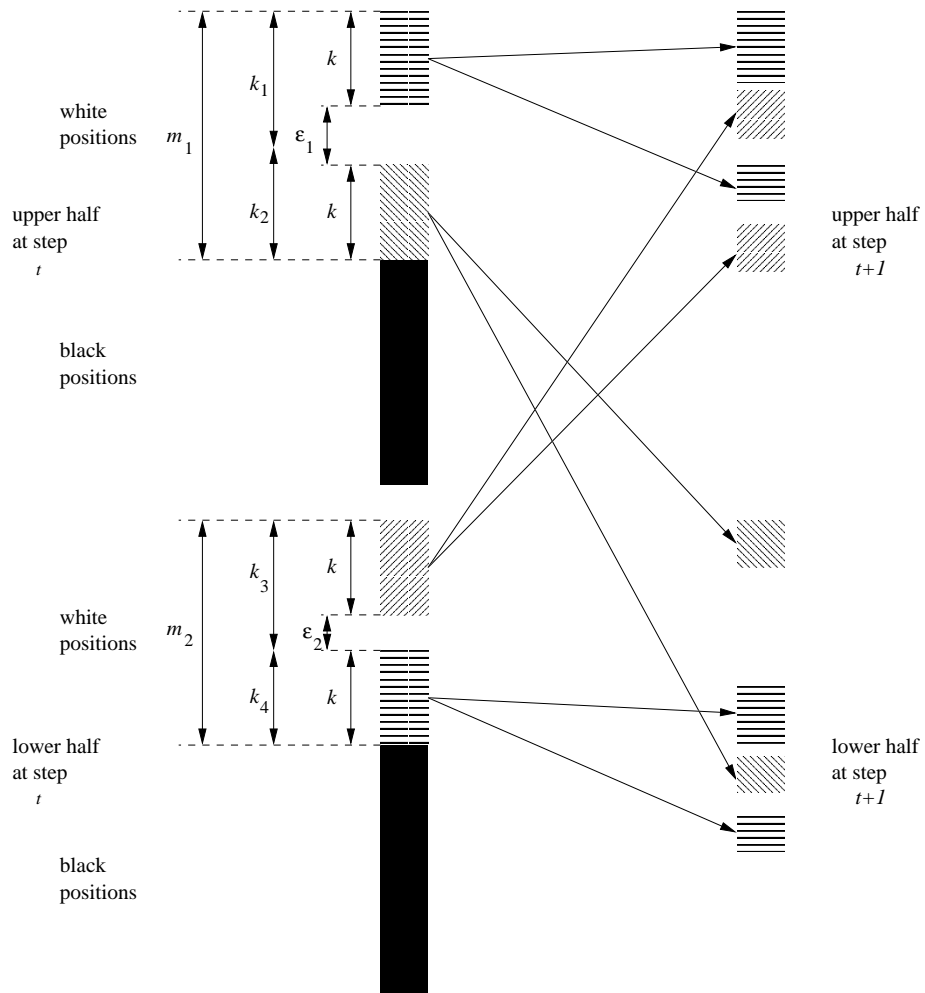 k
k₁
white
positions
m₁
ε₁
k₂
k
upper half
at step
t
upper half
at step
t+1
black
positions
k
k₃
white
positions
m₂
ε₂
k₄
k
lower half
at step
t
lower half
at step
t+1
black
positions